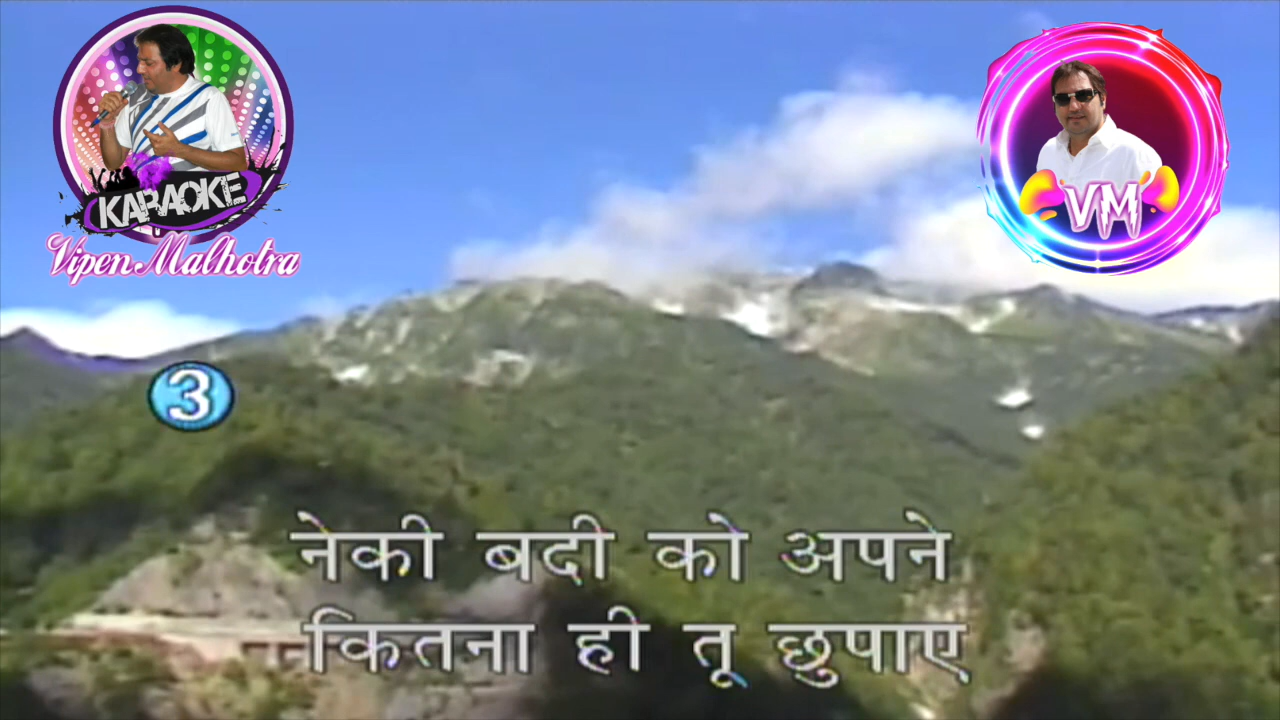 KARAOKE
Vipen Malhotra
VM
3
नेकी बदी को अपने
कितना ही तू छुपाए